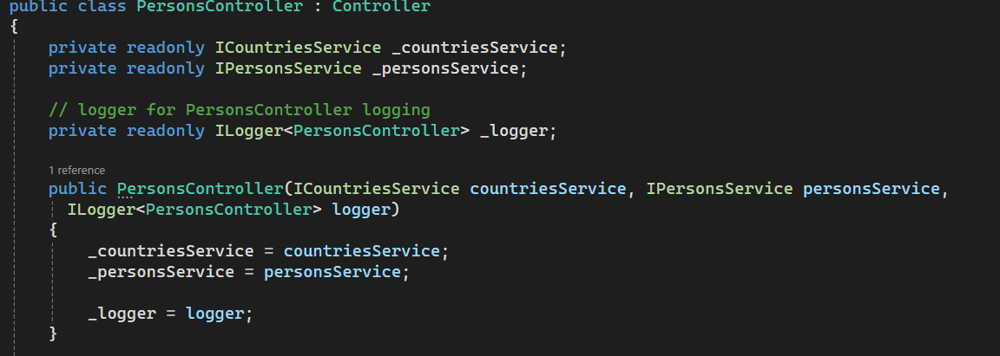 public class PersonsController : Controller
{
private readonly ICountriesService _countriesService;
private readonly IPersonsService _personsService;
// logger for PersonsController logging
private readonly ILogger<PersonsController> _logger;
1 reference
public PersonsController(ICountriesService countriesService, IPersonsService personsService,
ILogger<PersonsController> logger)
{
_countriesService = countriesService;
_personsService = personsService;
_logger = logger;
}